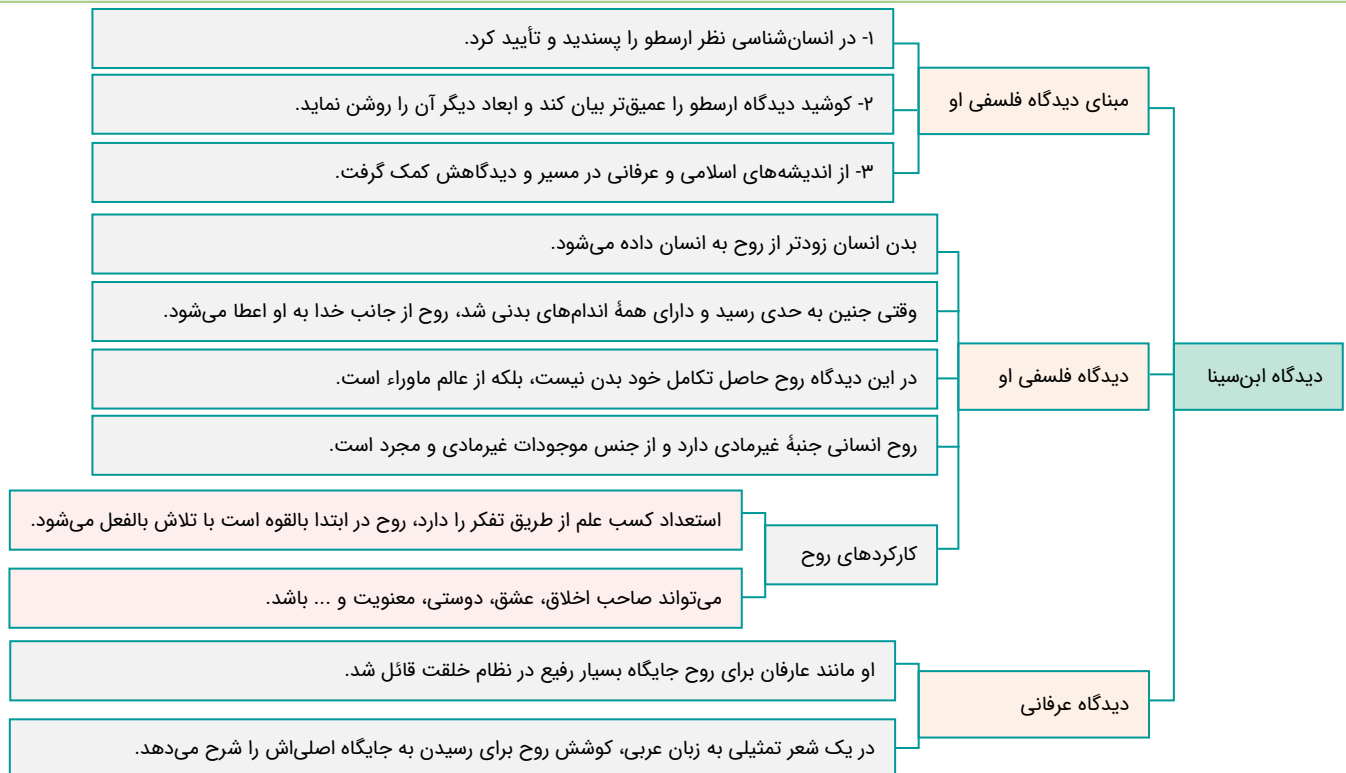 دیدگاه ابن‌سینا
مبنای دیدگاه فلسفی او
۱- در انسان‌شناسی نظر ارسطو را پسندید و تأیید کرد.
۲- کوشید دیدگاه ارسطو را عمیق‌تر بیان کند و ابعاد دیگر آن را روشن نماید.
۳- از اندیشه‌های اسلامی و عرفانی در مسیر و دیدگاهش کمک گرفت.
دیدگاه فلسفی او
بدن انسان زودتر از روح به انسان داده می‌شود.
وقتی جنین به حدی رسید و دارای همهٔ اندام‌های بدنی شد، روح از جانب خدا به او اعطا می‌شود.
در این دیدگاه روح حاصل تکامل خود بدن نیست، بلکه از عالم ماوراء است.
روح انسانی جنبهٔ غیرمادی دارد و از جنس موجودات غیرمادی و مجرد است.
کارکردهای روح
استعداد کسب علم از طریق تفکر را دارد، روح در ابتدا بالقوه است با تلاش بالفعل می‌شود.
می‌تواند صاحب اخلاق، عشق، دوستی، معنویت و ... باشد.
دیدگاه عرفانی
او مانند عارفان برای روح جایگاه بسیار رفیع در نظام خلقت قائل شد.
در یک شعر تمثیلی به زبان عربی، کوشش روح برای رسیدن به جایگاه اصلی‌اش را شرح می‌دهد.